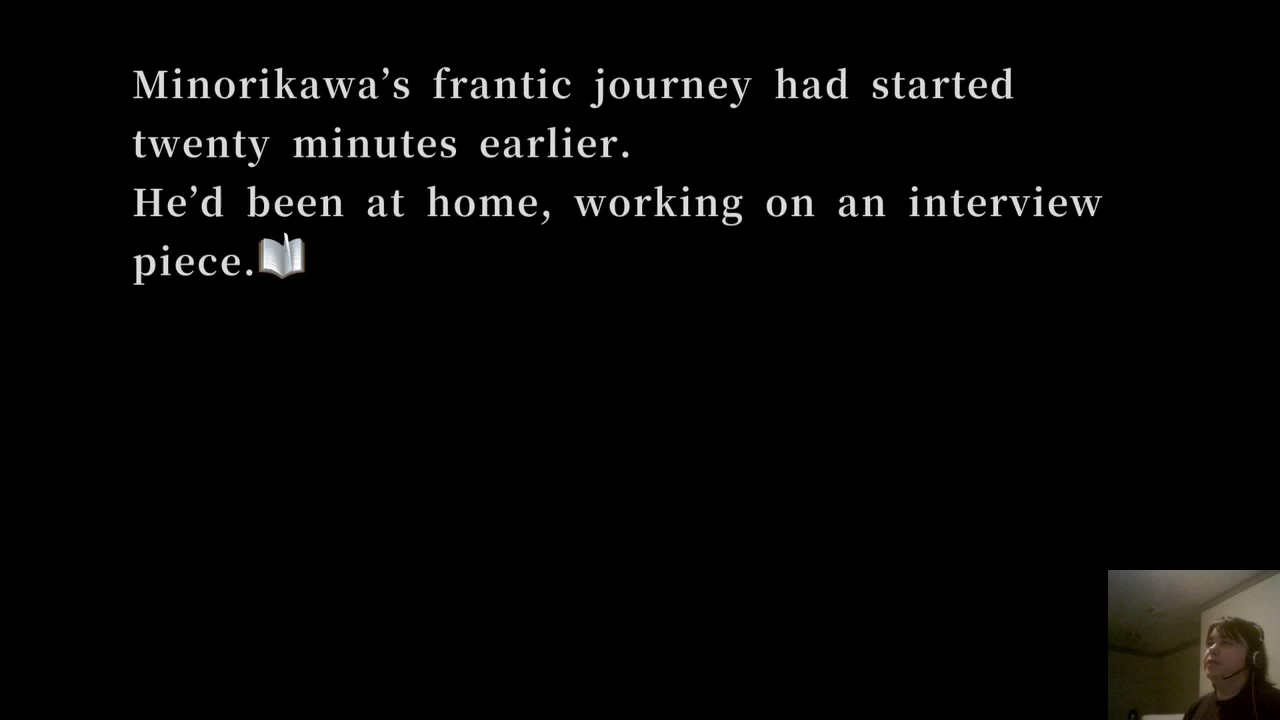 Minorikawa’s frantic journey had started
twenty minutes earlier.
He’d been at home, working on an interview
piece.